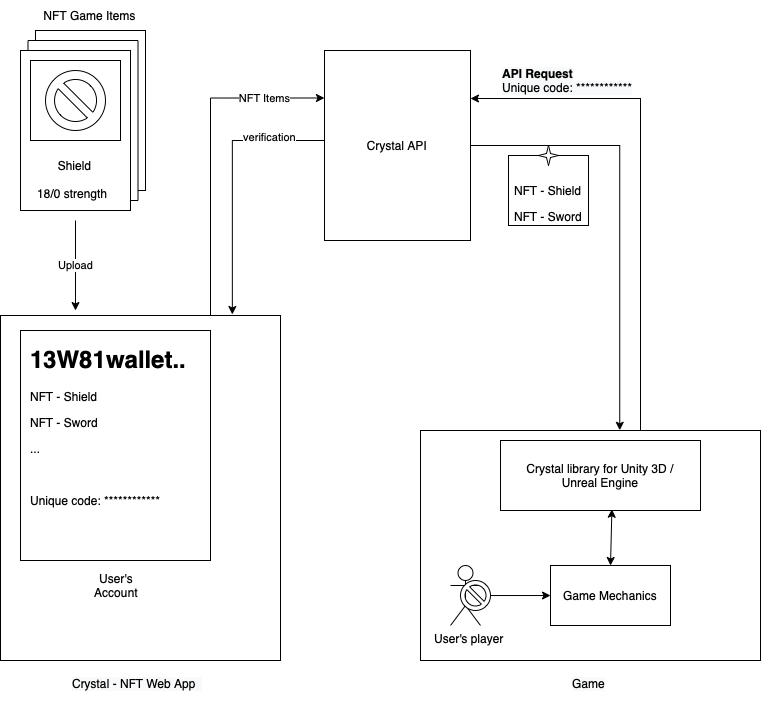 NFT Game Items
Shield
18/0 strength
Upload
13W81wallet..
NFT - Shield
NFT - Sword
...
Unique code: ************
User's
Account
Crystal - NFT Web App
NFT Items
verification
Crystal API
API Request
Unique code: ************
NFT - Shield
NFT - Sword
Crystal library for Unity 3D /
Unreal Engine
Game Mechanics
User's player
Game